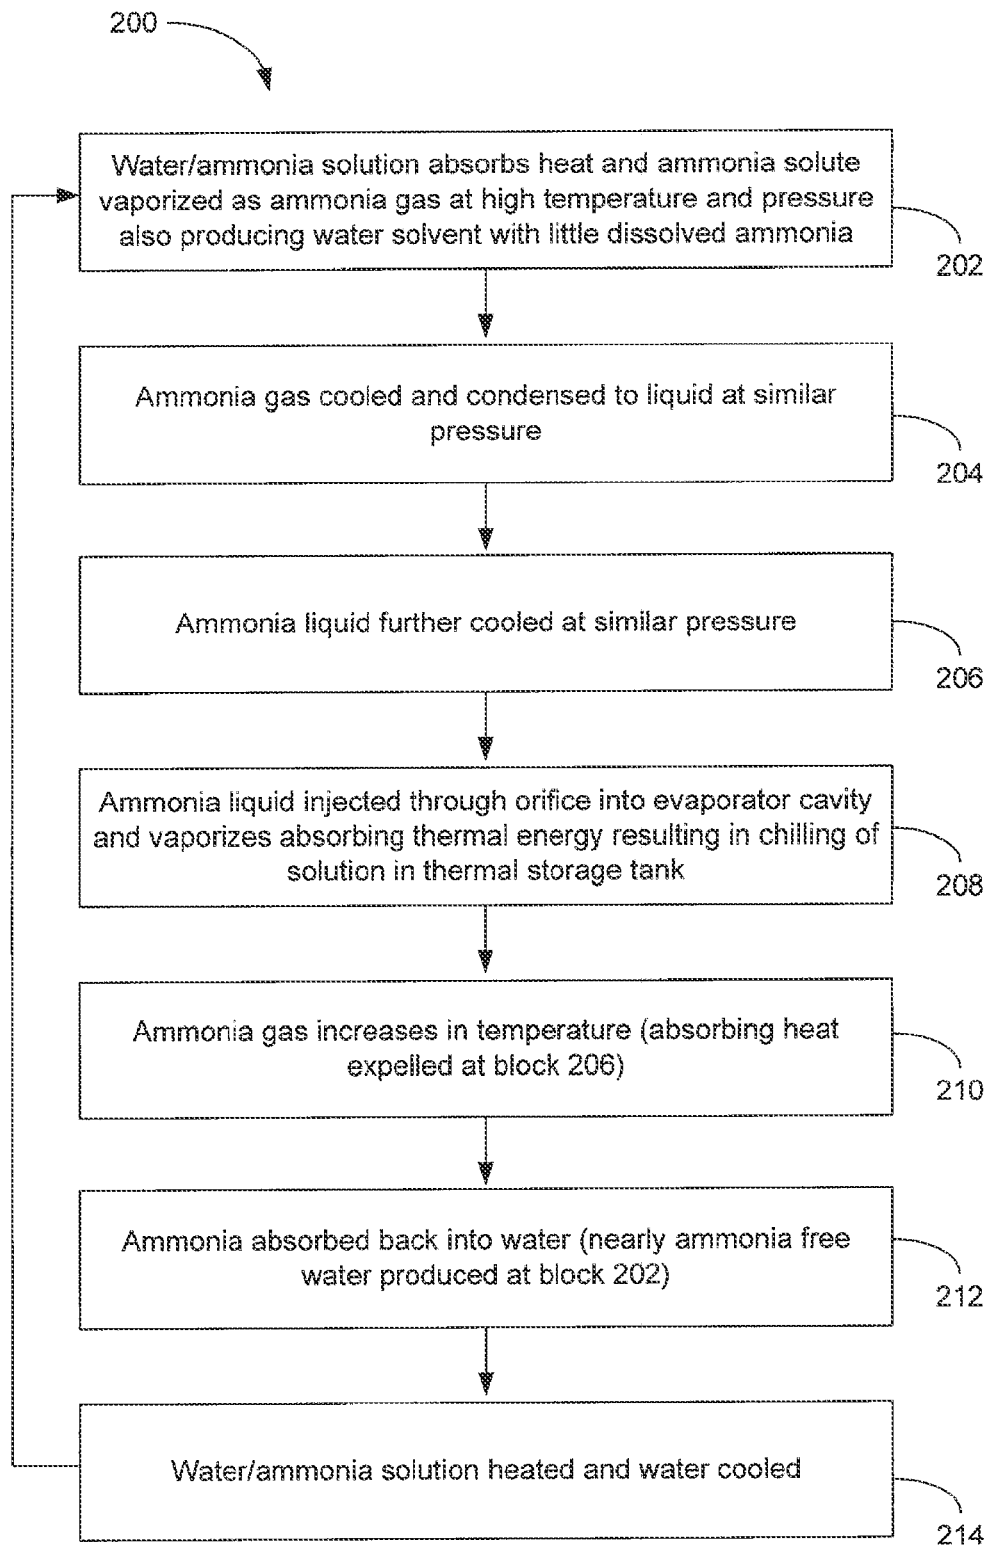 200
Water/ammonia solution absorbs heat and ammonia solute
vaporized as ammonia gas at high temperature and pressure
also producing water solvent with little dissolved ammonia
202
Ammonia gas cooled and condensed to liquid at similar
pressure
204
Ammonia liquid further cooled at similar pressure
206
Ammonia liquid injected through orifice into evaporator cavity
and vaporizes absorbing thermal energy resulting in chilling of
solution in thermal storage tank
208
Ammonia gas increases in temperature (absorbing heat
expelled at block 206)
210
Ammonia absorbed back into water (nearly ammonia free
water produced at block 202)
212
Water/ammonia solution heated and water cooled
214